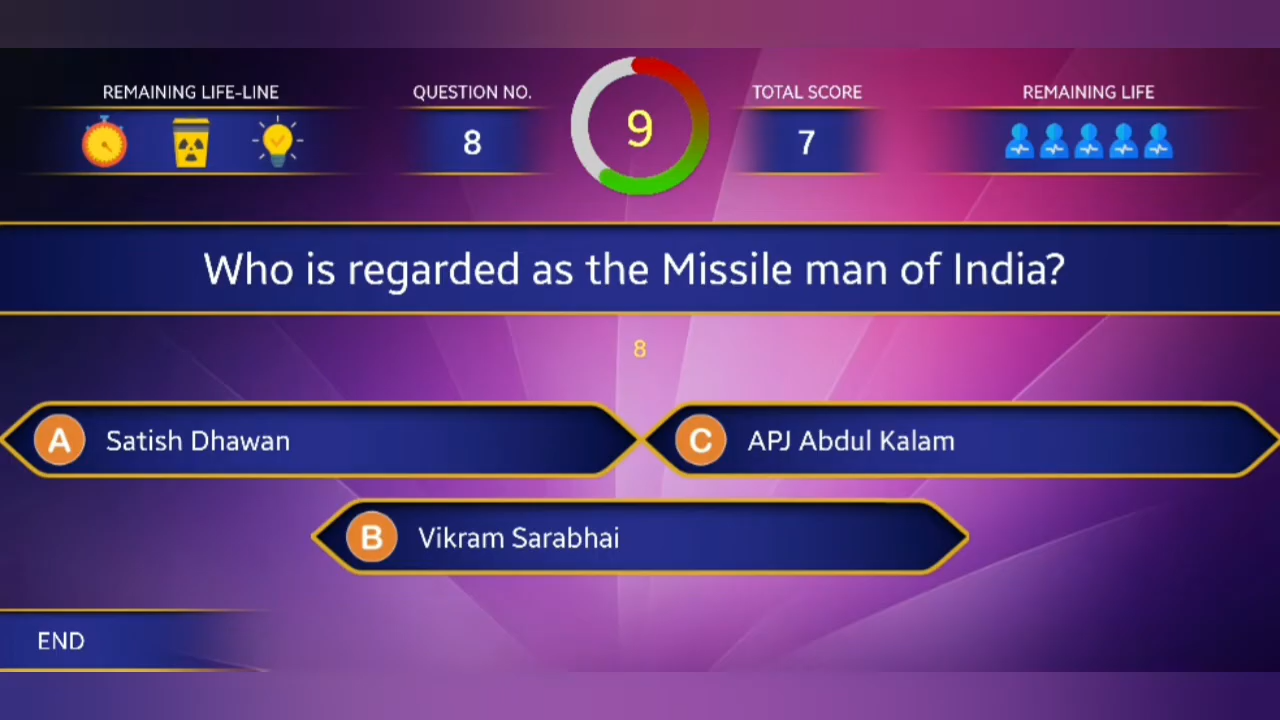 REMAINING LIFE-LINE
QUESTION NO.
8
9
TOTAL SCORE
7
REMAINING LIFE
Who is regarded as the Missile man of India?
8
A Satish Dhawan
C APJ Abdul Kalam
B Vikram Sarabhai
END